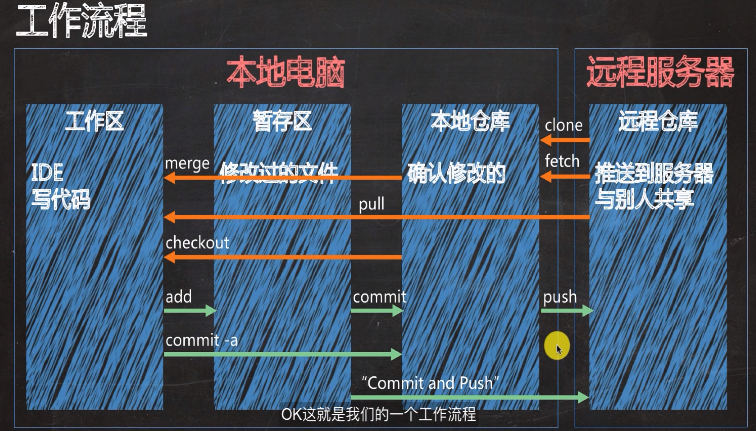 工作流程
本地电脑
远程服务器
工作区
暂存区
本地仓库
远程仓库
clone
IDE
写代码
merge
修改过的文件
确认修改的
fetch
推送到服务器
与别人共享
pull
checkout
add
commit
push
commit -a
“Commit and Push”
OK这就是我们的一个工作流程